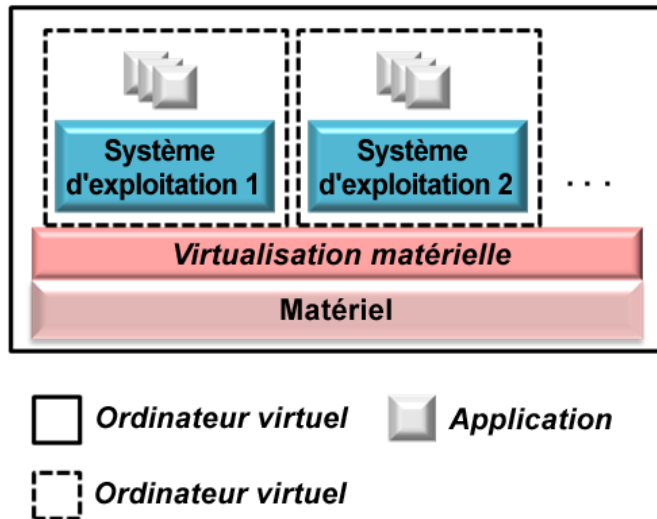 Système
d'exploitation 1
Système
d'exploitation 2
. . .
Virtualisation matérielle
Matériel
Ordinateur virtuel
Application
Ordinateur virtuel